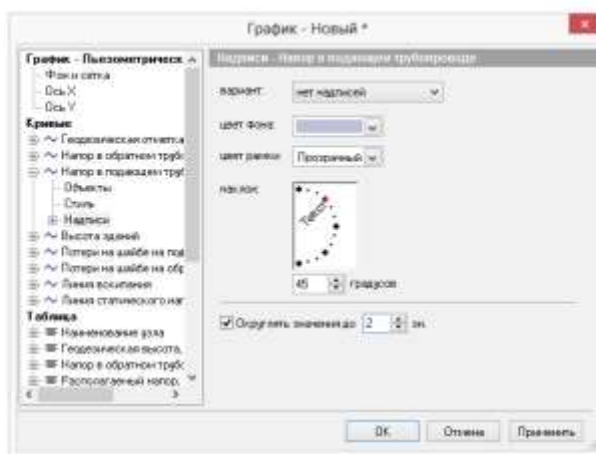 График - Новый *
График - Пьезометрическ
Фон и сетка
Ось X
Ось Y
Кривые
Геодезическая отметка
Напор в обратном трубо
Напор в подающем труб
Объекты
Стиль
Надписи
Высота зданий
Потери на шайбе на под
Потери на шайбе на обр
Линия вскипания
Линия статического нап
Таблица
Наименование узла
Геодезическая высота,
Напор в обратном трубо
Располагаемый напор,
Надписи - Напор в подающем трубопроводе
вариант:
нет надписей
цвет фона:
цвет рамки:
Прозрачный
наклон:
Текст
45
градусов
Округлять значения до
2
зн.
OK
Отмена
Применить